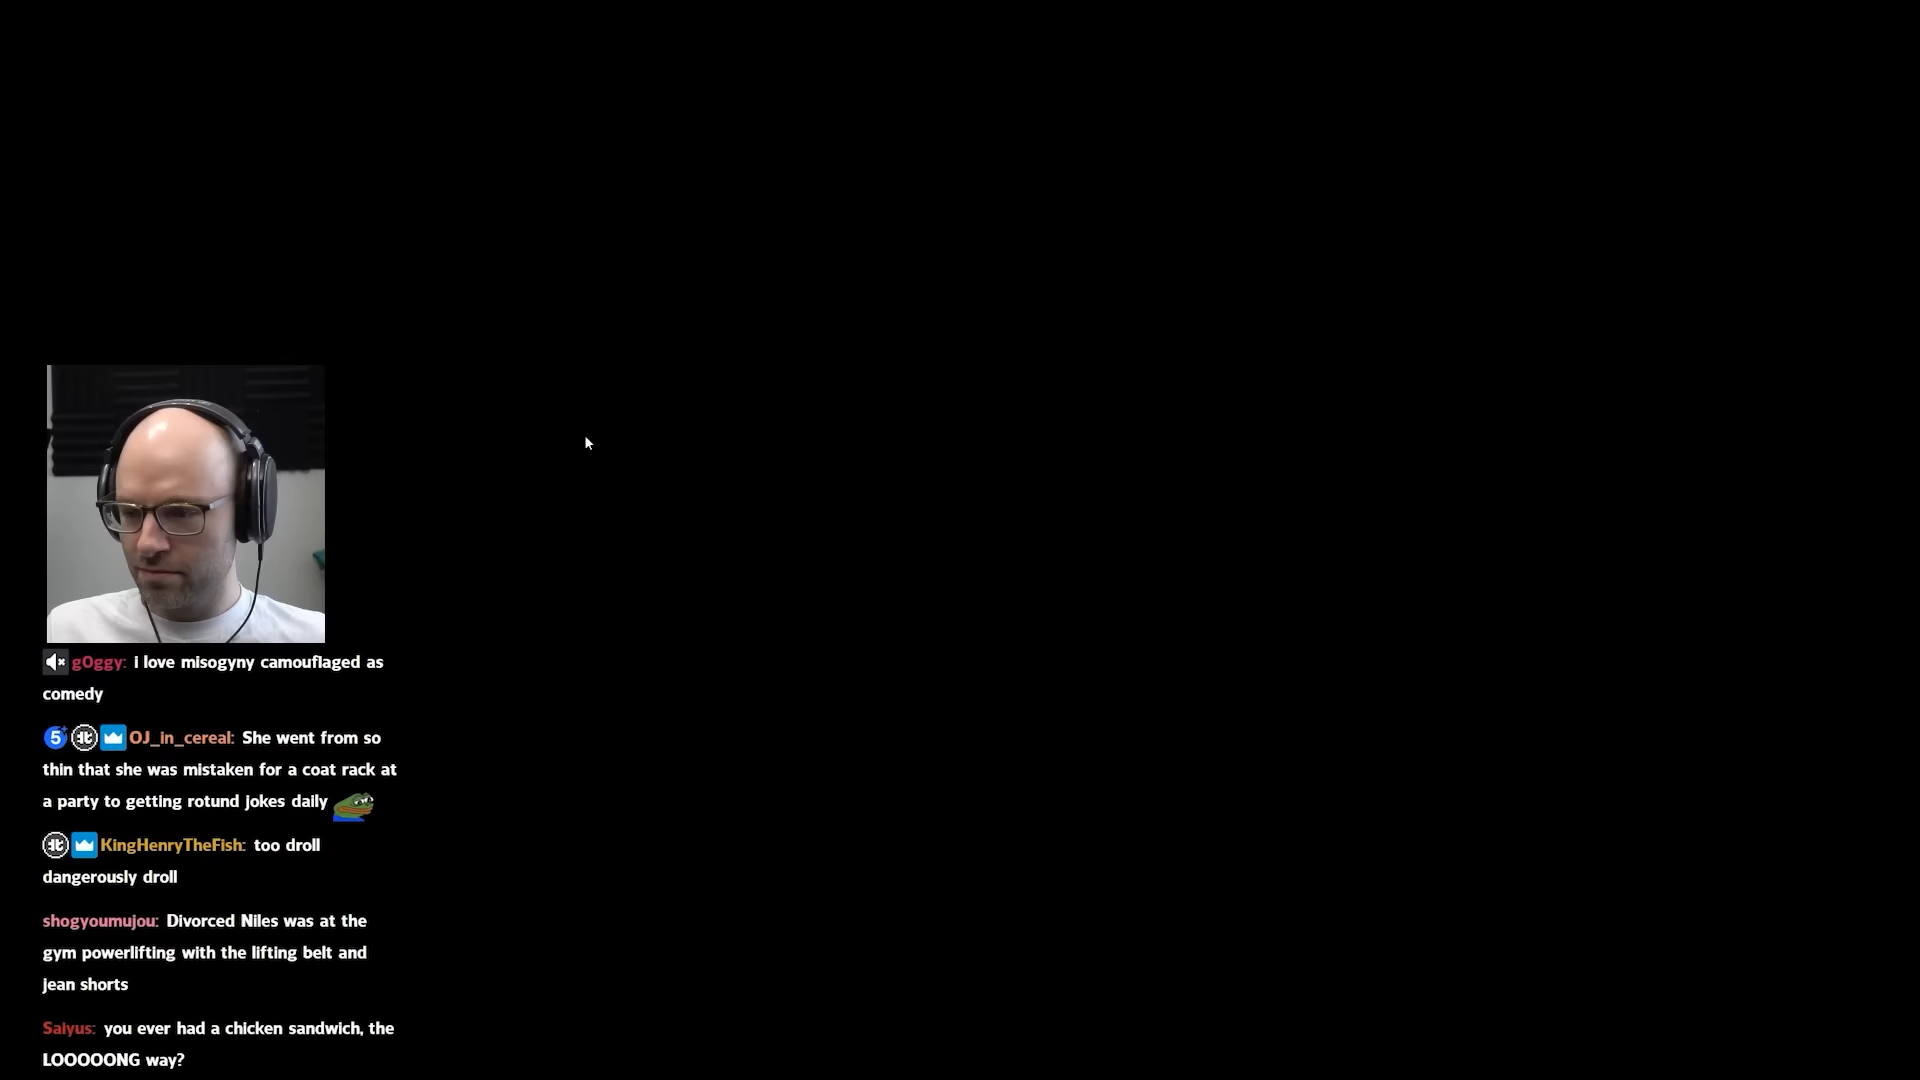 gOggy: i love misogyny camouflaged as
comedy
5 OJ_in_cereal: She went from so
thin that she was mistaken for a coat rack at
a party to getting rotund jokes daily
KingHenryTheFish: too droll
dangerously droll
shogyoumujou: Divorced Niles was at the
gym powerlifting with the lifting belt and
jean shorts
Saiyus: you ever had a chicken sandwich, the
LOOOOONG way?